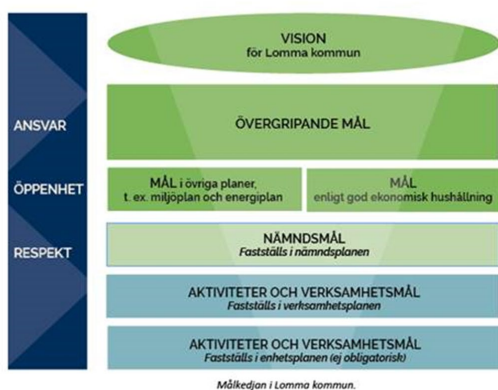 VISION
för Lomma kommun
ANSVAR
ÖVERGRIPANDE MÅL
ÖPPENHET
MÅL i övriga planer,
t. ex. miljöplan och energiplan
MÅL
enligt god ekonomisk hushållning
RESPEKT
NÄMNDSMÅL
Fastställs i nämndsplanen
AKTIVITETER OCH VERKSAMHETSMÅL
Fastställs i verksamhetsplanen
AKTIVITETER OCH VERKSAMHETSMÅL
Fastställs i enhetsplanen (ej obligatorisk)
Målkedjan i Lomma kommun.